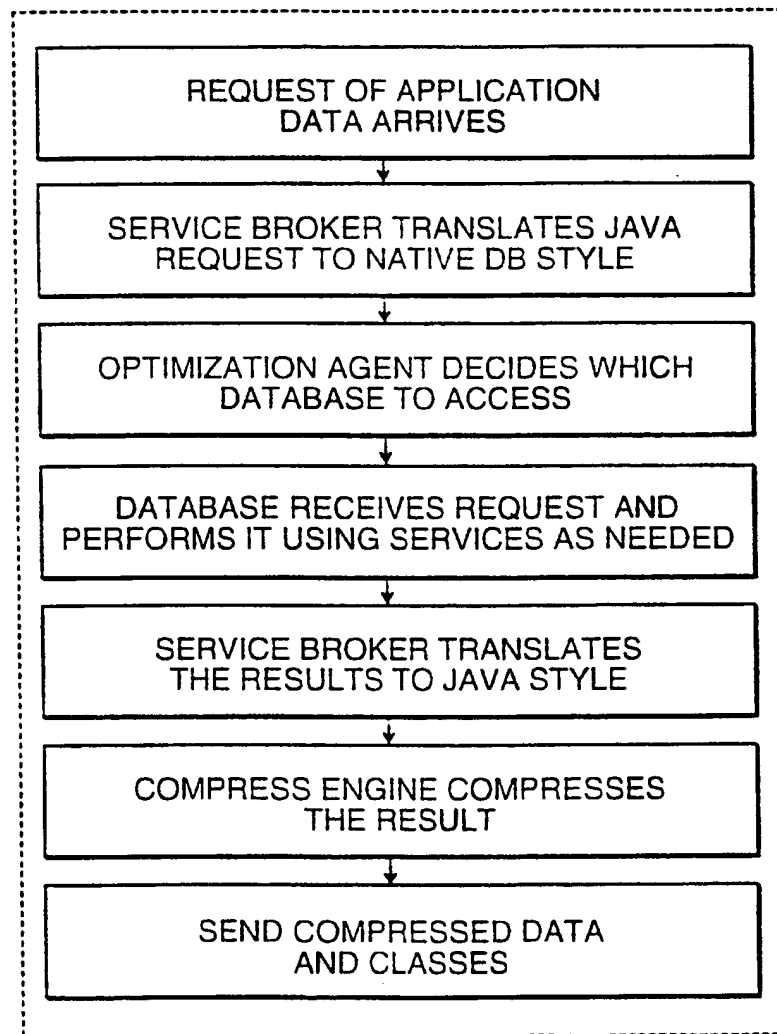 REQUEST OF APPLICATION
DATA ARRIVES
SERVICE BROKER TRANSLATES JAVA
REQUEST TO NATIVE DB STYLE
OPTIMIZATION AGENT DECIDES WHICH
DATABASE TO ACCESS
DATABASE RECEIVES REQUEST AND
PERFORMS IT USING SERVICES AS NEEDED
SERVICE BROKER TRANSLATES
THE RESULTS TO JAVA STYLE
COMPRESS ENGINE COMPRESSES
THE RESULT
SEND COMPRESSED DATA
AND CLASSES